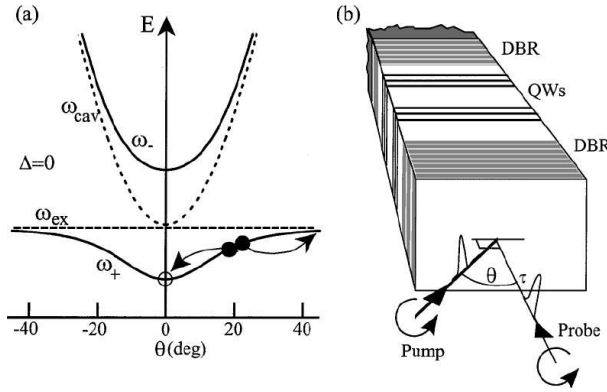 (a)
E
ω_cav
ω_-
Δ=0
ω_ex
ω_+
-40 -20 0 20 40
θ(deg)
(b)
DBR
QWs
DBR
θ
τ
Pump
Probe